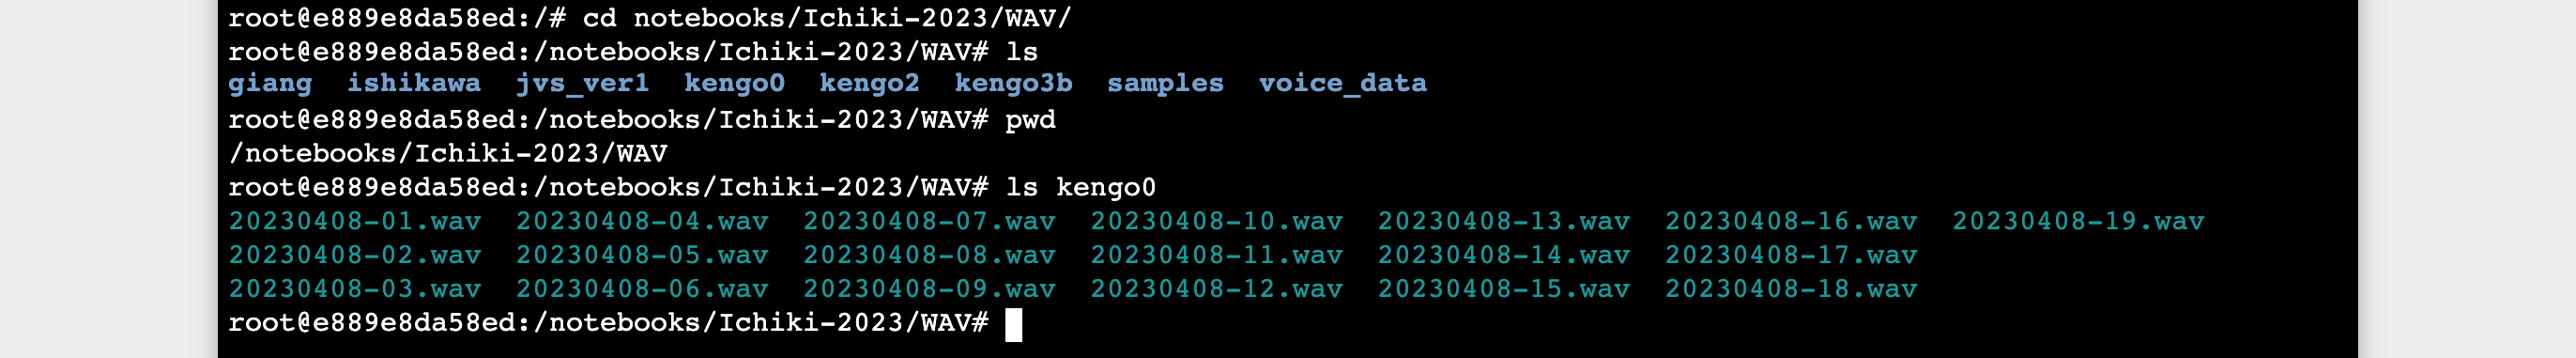 root@e889e8da58ed:/# cd notebooks/Ichiki-2023/WAV/
root@e889e8da58ed:/notebooks/Ichiki-2023/WAV# ls
giang  ishikawa  jvs_ver1  kengo0  kengo2  kengo3b  samples  voice_data
root@e889e8da58ed:/notebooks/Ichiki-2023/WAV# pwd
/notebooks/Ichiki-2023/WAV
root@e889e8da58ed:/notebooks/Ichiki-2023/WAV# ls kengo0
20230408-01.wav  20230408-04.wav  20230408-07.wav  20230408-10.wav  20230408-13.wav  20230408-16.wav  20230408-19.wav
20230408-02.wav  20230408-05.wav  20230408-08.wav  20230408-11.wav  20230408-14.wav  20230408-17.wav
20230408-03.wav  20230408-06.wav  20230408-09.wav  20230408-12.wav  20230408-15.wav  20230408-18.wav
root@e889e8da58ed:/notebooks/Ichiki-2023/WAV#